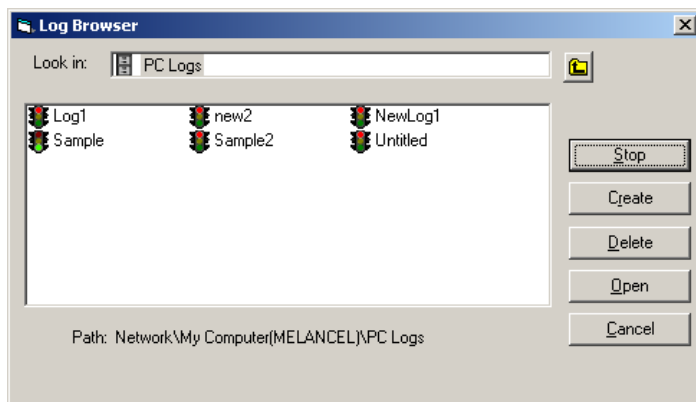 Log Browser
Look in: PC Logs
Log1 new2 NewLog1
Sample Sample2 Untitled
Stop
Create
Delete
Open
Cancel
Path: Network\My Computer(MELANCEL)\PC Logs